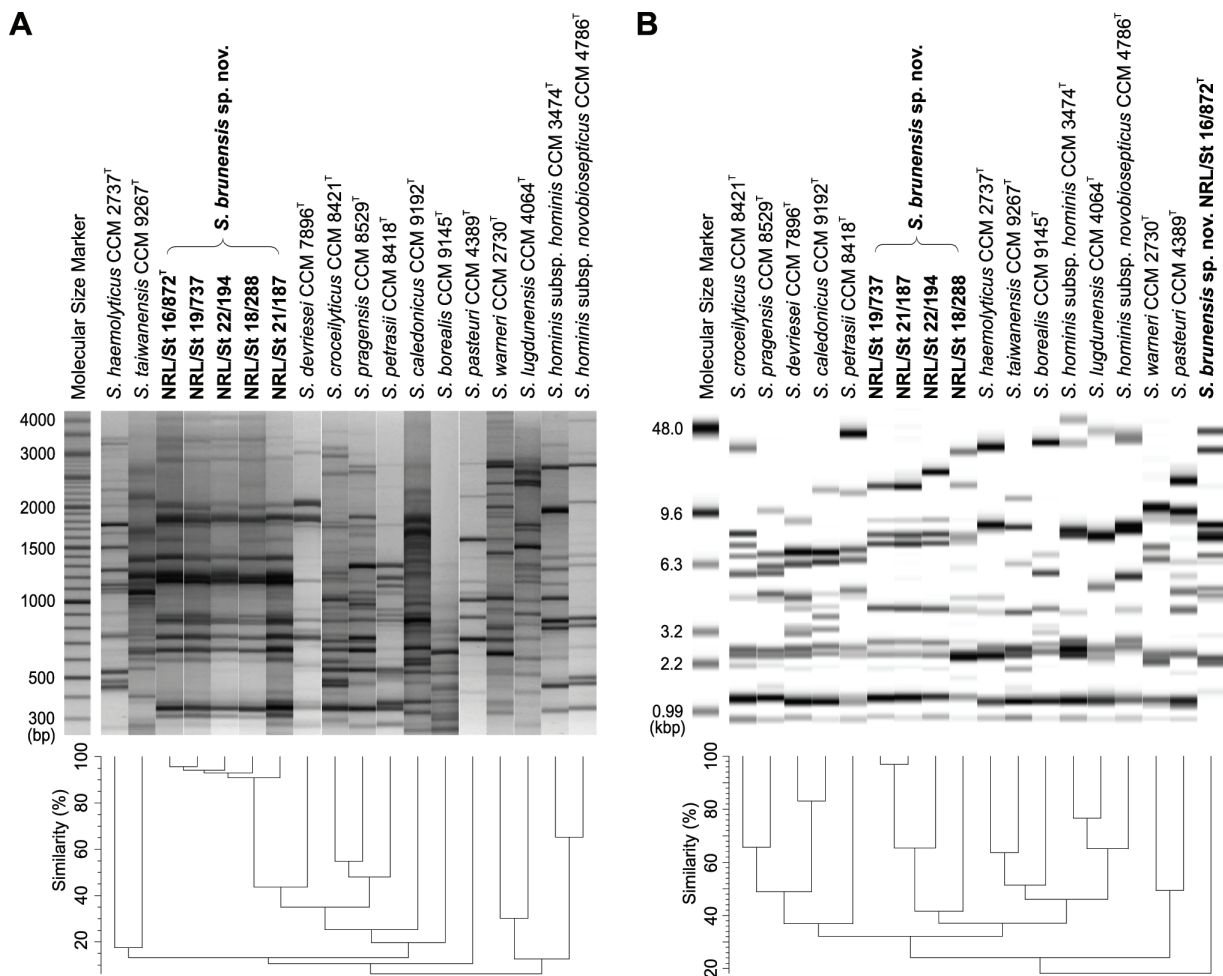 A
Molecular Size Marker
S. haemolyticus CCM 2737ᵀ
S. taiwanensis CCM 9267ᵀ
S. brunensis sp. nov.
NRL/St 16/872ᵀ
NRL/St 19/737
NRL/St 22/194
NRL/St 18/288
NRL/St 21/187
S. devriesei CCM 7896ᵀ
S. croceilyticus CCM 8421ᵀ
S. pragensis CCM 8529ᵀ
S. petrasii CCM 8418ᵀ
S. caledonicus CCM 9192ᵀ
S. borealis CCM 9145ᵀ
S. pasteuri CCM 4389ᵀ
S. warneri CCM 2730ᵀ
S. lugdunensis CCM 4064ᵀ
S. hominis subsp. hominis CCM 3474ᵀ
S. hominis subsp. novobiosepticus CCM 4786ᵀ
4000
3000
2000
1500
1000
500
300
(bp)
100
80
60
40
20
Similarity (%)
B
Molecular Size Marker
S. croceilyticus CCM 8421ᵀ
S. pragensis CCM 8529ᵀ
S. devriesei CCM 7896ᵀ
S. caledonicus CCM 9192ᵀ
S. petrasii CCM 8418ᵀ
S. brunensis sp. nov.
NRL/St 19/737
NRL/St 21/187
NRL/St 22/194
NRL/St 18/288
S. haemolyticus CCM 2737ᵀ
S. taiwanensis CCM 9267ᵀ
S. borealis CCM 9145ᵀ
S. hominis subsp. hominis CCM 3474ᵀ
S. lugdunensis CCM 4064ᵀ
S. hominis subsp. novobiosepticus CCM 4786ᵀ
S. warneri CCM 2730ᵀ
S. pasteuri CCM 4389ᵀ
S. brunensis sp. nov. NRL/St 16/872ᵀ
48.0
9.6
6.3
3.2
2.2
0.99
(kbp)
100
80
60
40
20
Similarity (%)